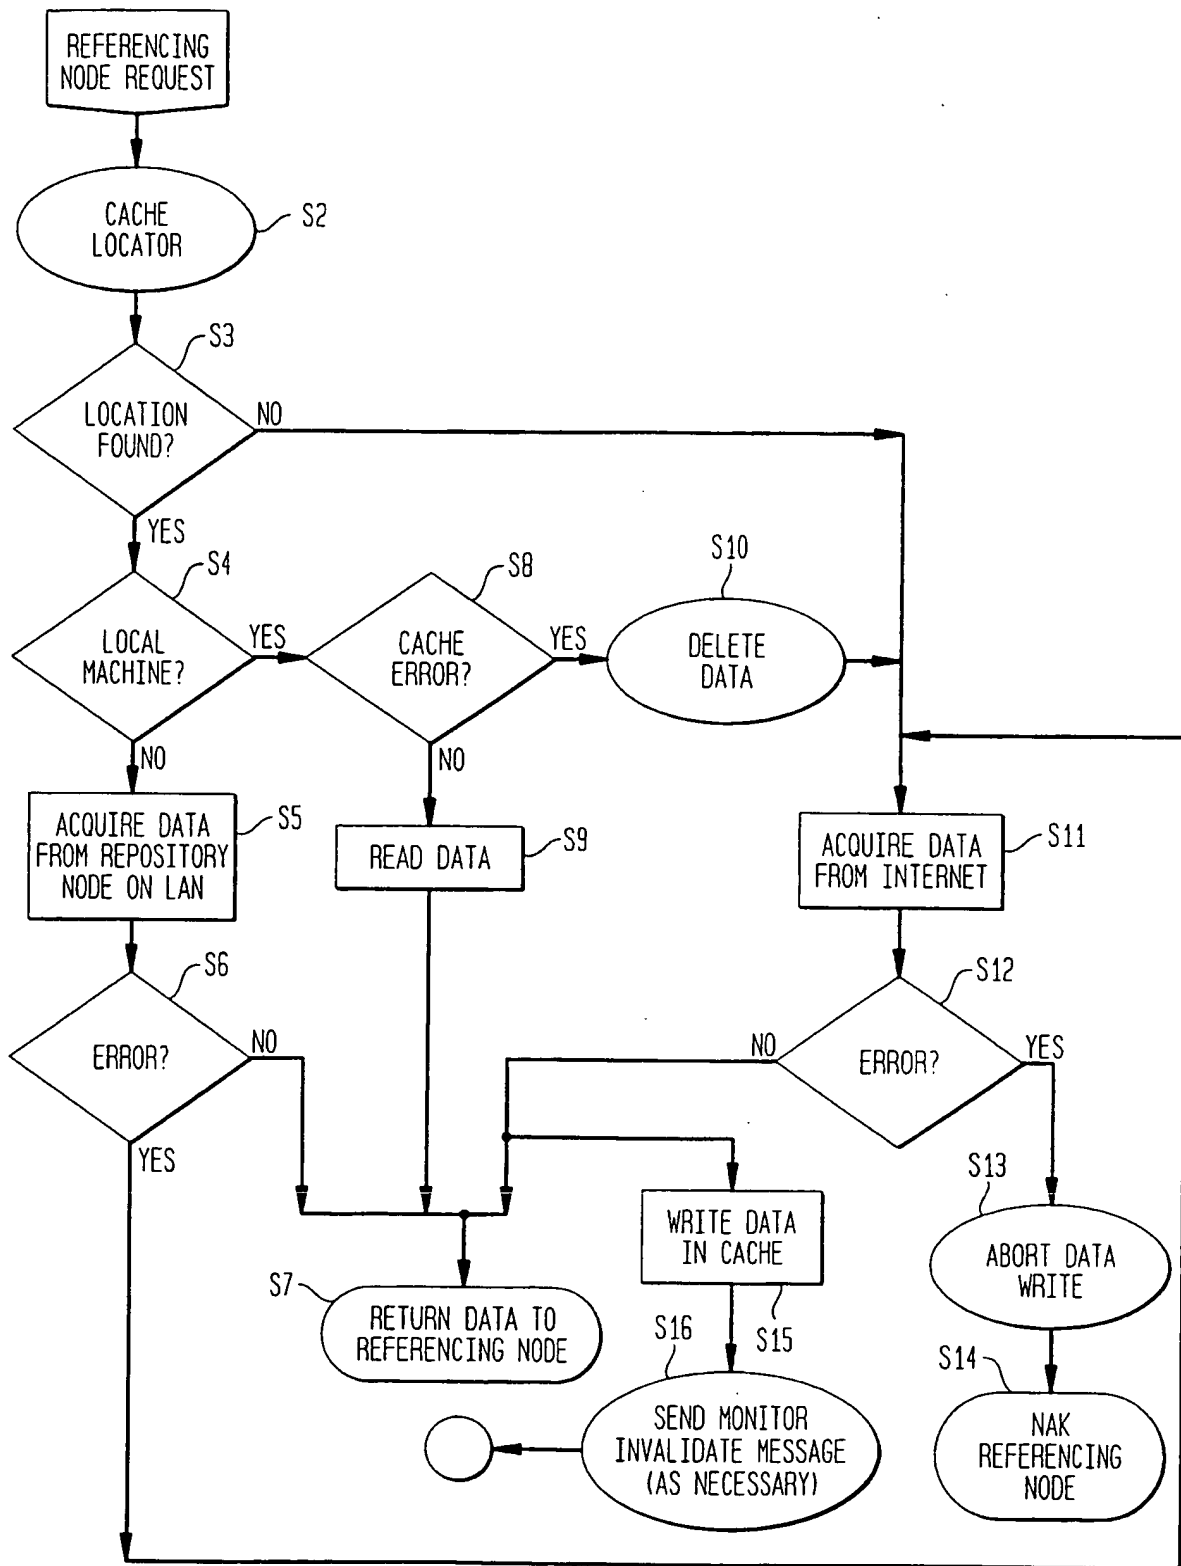 REFERENCING
NODE REQUEST
CACHE
LOCATOR
S2
S3
LOCATION
FOUND?
NO
YES
S4
LOCAL
MACHINE?
YES
NO
S8
CACHE
ERROR?
YES
NO
S10
DELETE
DATA
ACQUIRE DATA
FROM REPOSITORY
NODE ON LAN
S5
READ DATA
S9
ACQUIRE DATA
FROM INTERNET
S11
S6
ERROR?
NO
YES
S12
ERROR?
NO
YES
S7
RETURN DATA TO
REFERENCING NODE
WRITE DATA
IN CACHE
S15
S13
ABORT DATA
WRITE
S16
SEND MONITOR
INVALIDATE MESSAGE
(AS NECESSARY)
S14
NAK
REFERENCING
NODE